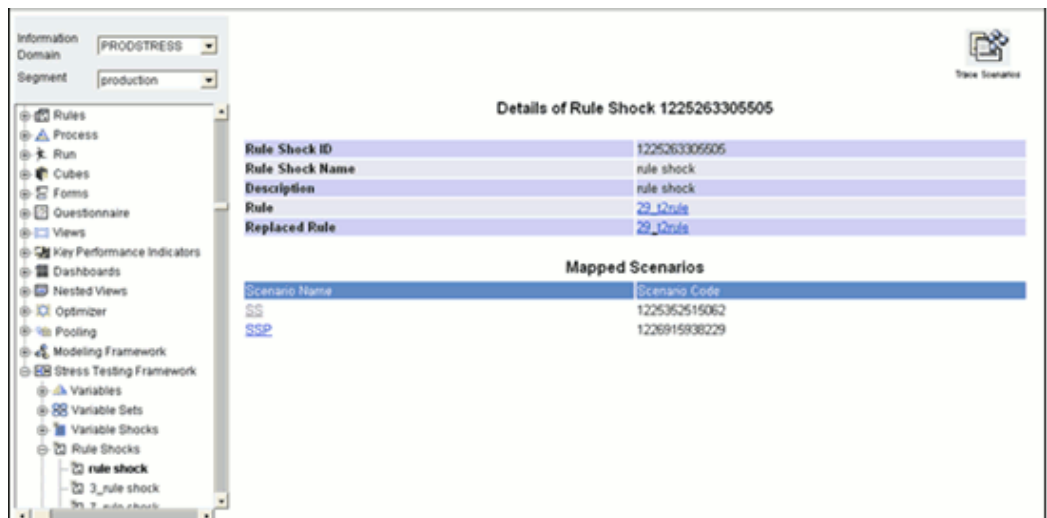 Information Domain PRODSTRESS
Segment production
Rules
Process
Run
Cubes
Forms
Questionnaire
Views
Key Performance Indicators
Dashboards
Nested Views
Optimizer
Pooling
Modeling Framework
Stress Testing Framework
Variables
Variable Sets
Variable Shocks
Rule Shocks
rule shock
3_rule shock
Trace Scenarios
Details of Rule Shock 1225263305505
Rule Shock ID 1225263305505
Rule Shock Name rule shock
Description rule shock
Rule 29_t2rule
Replaced Rule 29_t2rule
Mapped Scenarios
Scenario Name Scenario Code
SS 1225352515062
SSP 1226915938229